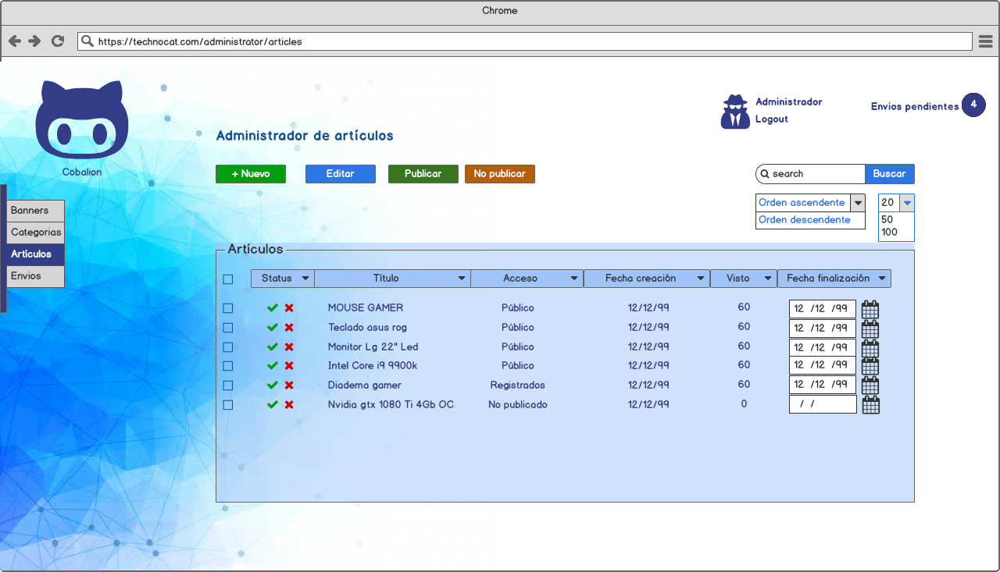 Chrome
https://technocat.com/administrator/articles
Administrador
Logout
Envios pendientes 4
Cobalion
Administrador de artículos
+ Nuevo Editar Publicar No publicar
search Buscar
Orden ascendente 20
Orden descendente 50
100
Banners
Categorias
Artículos
Envios
Artículos
Status Título Acceso Fecha creación Visto Fecha finalización
MOUSE GAMER Público 12/12/99 60 12 /12 /99
Teclado asus rog Público 12/12/99 60 12 /12 /99
Monitor Lg 22" Led Público 12/12/99 60 12 /12 /99
Intel Core i9 9900k Público 12/12/99 60 12 /12 /99
Diadema gamer Registrados 12/12/99 60 12 /12 /99
Nvidia gtx 1080 Ti 4Gb OC No publicado 12/12/99 0 / /